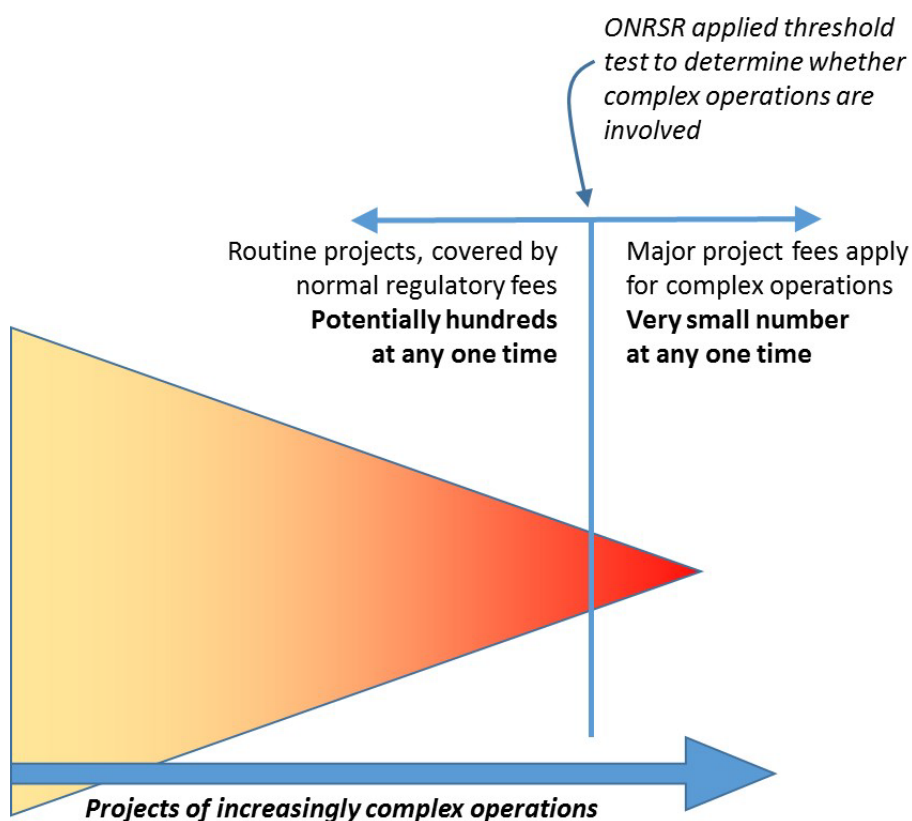 ONRSR applied threshold
test to determine whether
complex operations are
involved
Routine projects, covered by
normal regulatory fees
Potentially hundreds
at any one time
Major project fees apply
for complex operations
Very small number
at any one time
Projects of increasingly complex operations